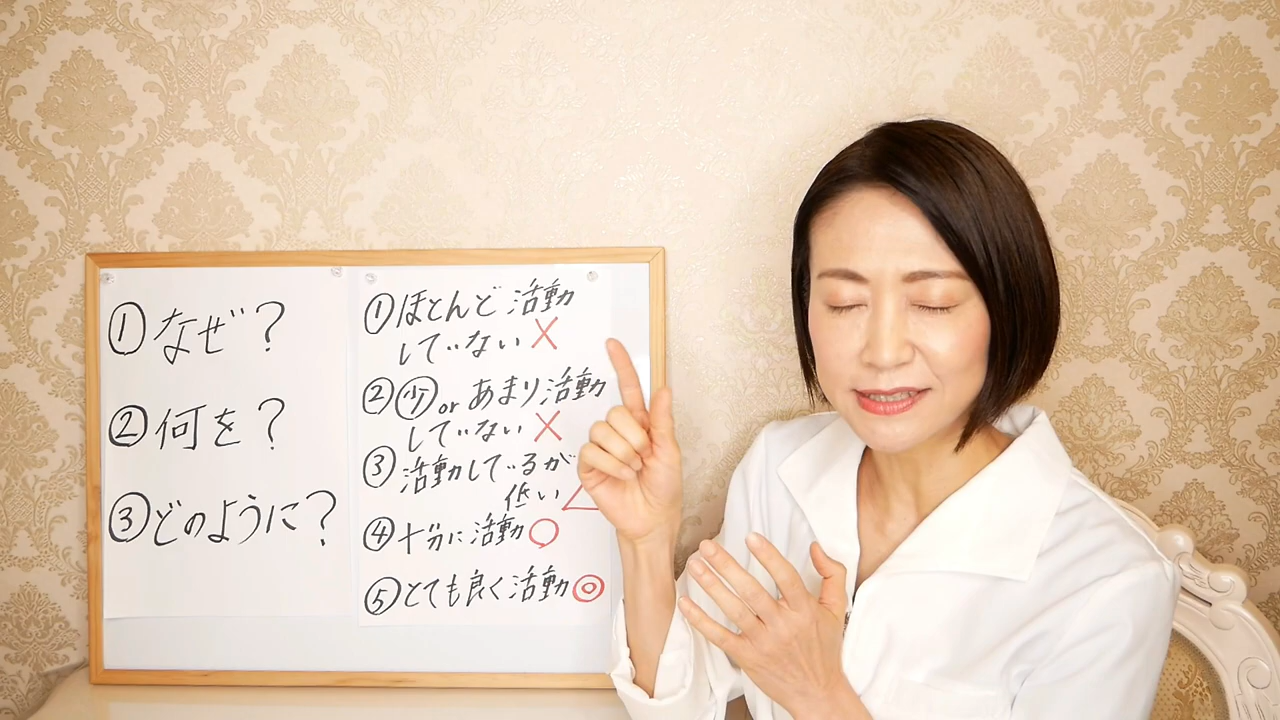 ①なぜ?
②何を?
③どのように?
①ほとんど活動
していない×
②少orあまり活動
していない×
③活動しているが
低い△
④十分に活動○
⑤とても良く活動◎